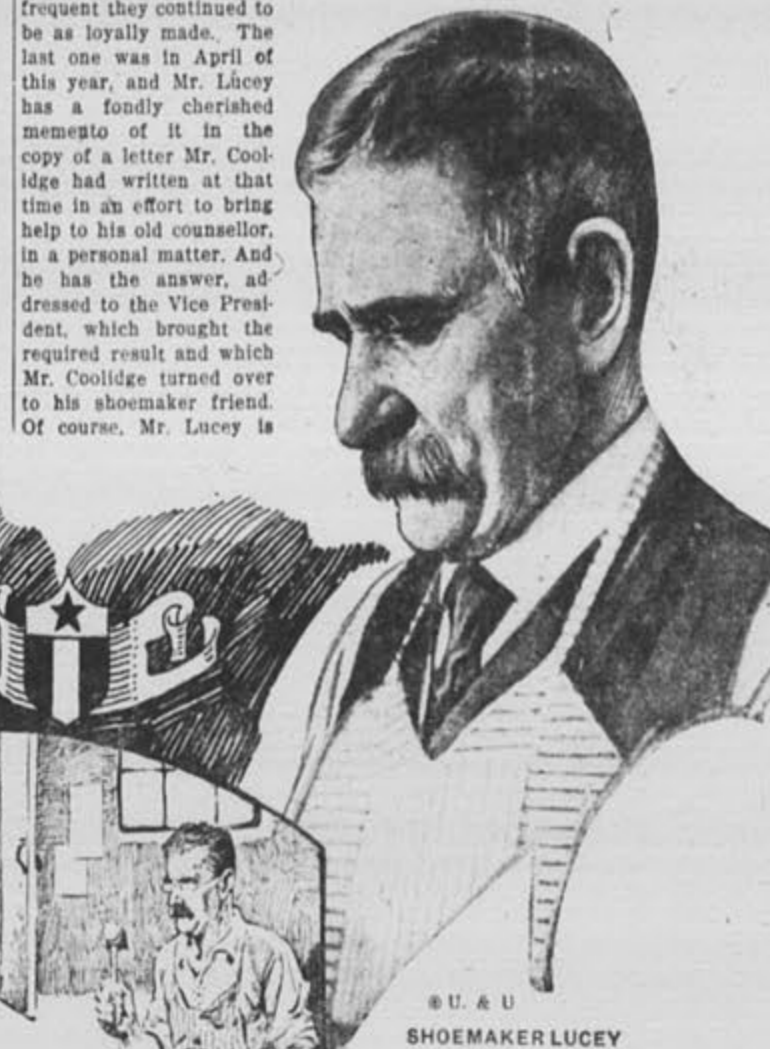 frequent they continued to
be as loyally made. The
last one was in April of
this year, and Mr. Lucey
has a fondly cherished
memento of it in the
copy of a letter Mr. Cool-
idge had written at that
time in an effort to bring
help to his old counsellor,
in a personal matter. And
he has the answer, ad-
dressed to the Vice Presi-
dent, which brought the
required result and which
Mr. Coolidge turned over
to his shoemaker friend.
Of course, Mr. Lucey is
® U. & U
SHOEMAKER LUCEY